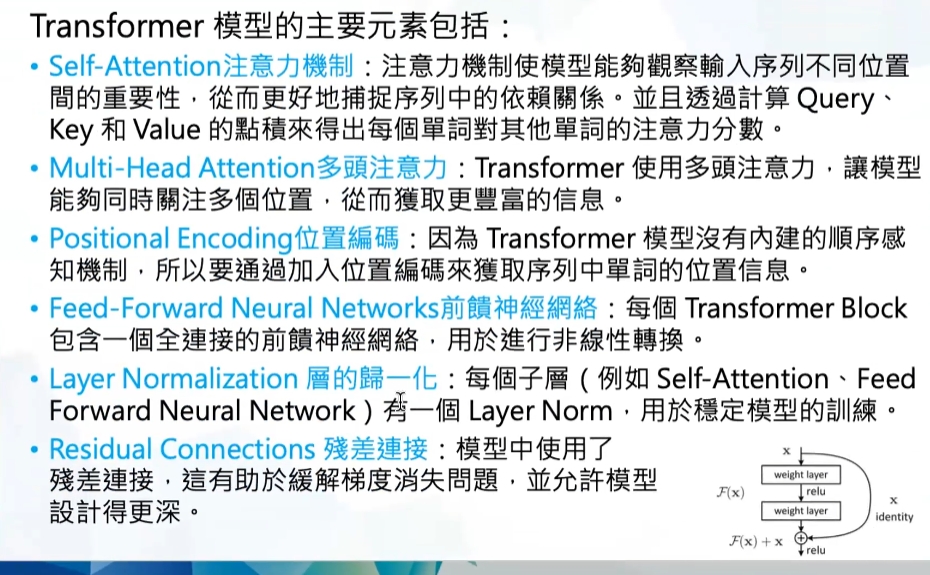 Transformer 模型的主要元素包括：
• Self-Attention注意力機制：注意力機制使模型能夠觀察輸入序列不同位置
間的重要性，從而更好地捕捉序列中的依賴關係。並且透過計算 Query、
Key 和 Value 的點積來得出每個單詞對其他單詞的注意力分數。
• Multi-Head Attention多頭注意力：Transformer 使用多頭注意力，讓模型
能夠同時關注多個位置，從而獲取更豐富的信息。
• Positional Encoding位置編碼：因為 Transformer 模型沒有內建的順序感
知機制，所以要通過加入位置編碼來獲取序列中單詞的位置信息。
• Feed-Forward Neural Networks前饋神經網絡：每個 Transformer Block
包含一個全連接的前饋神經網絡，用於進行非線性轉換。
• Layer Normalization 層的歸一化：每個子層（例如 Self-Attention、Feed
Forward Neural Network）有一個 Layer Norm，用於穩定模型的訓練。
• Residual Connections 殘差連接：模型中使用了
殘差連接，這有助於緩解梯度消失問題，並允許模型
設計得更深。
x
weight layer
F(x)
relu
weight layer
x
identity
F(x) + x
relu